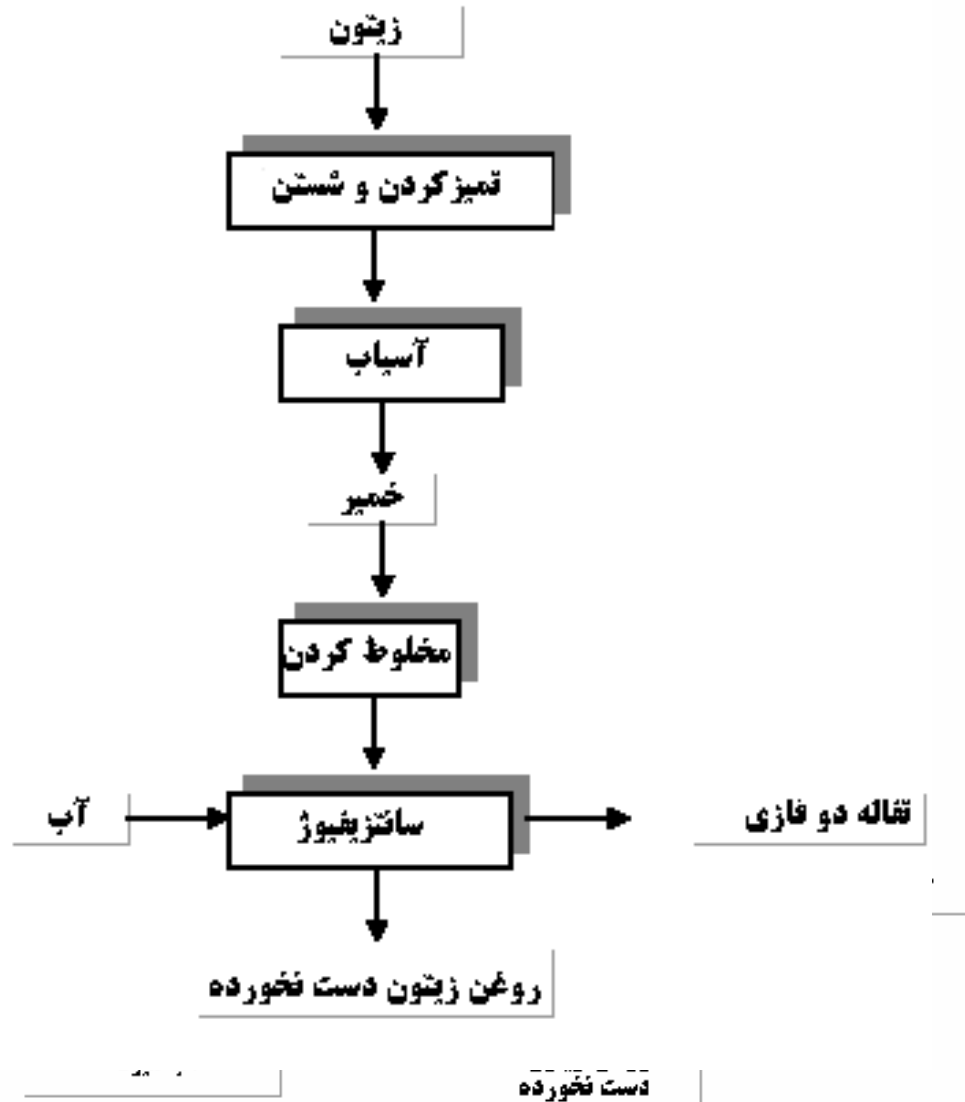 زیتون
تمیزکردن و شستن
آسیاب
خمیر
مخلوط کردن
سانتریفیوژ
آب
تفاله دو فازی
روغن زیتون دست نخورده
دست نخورده